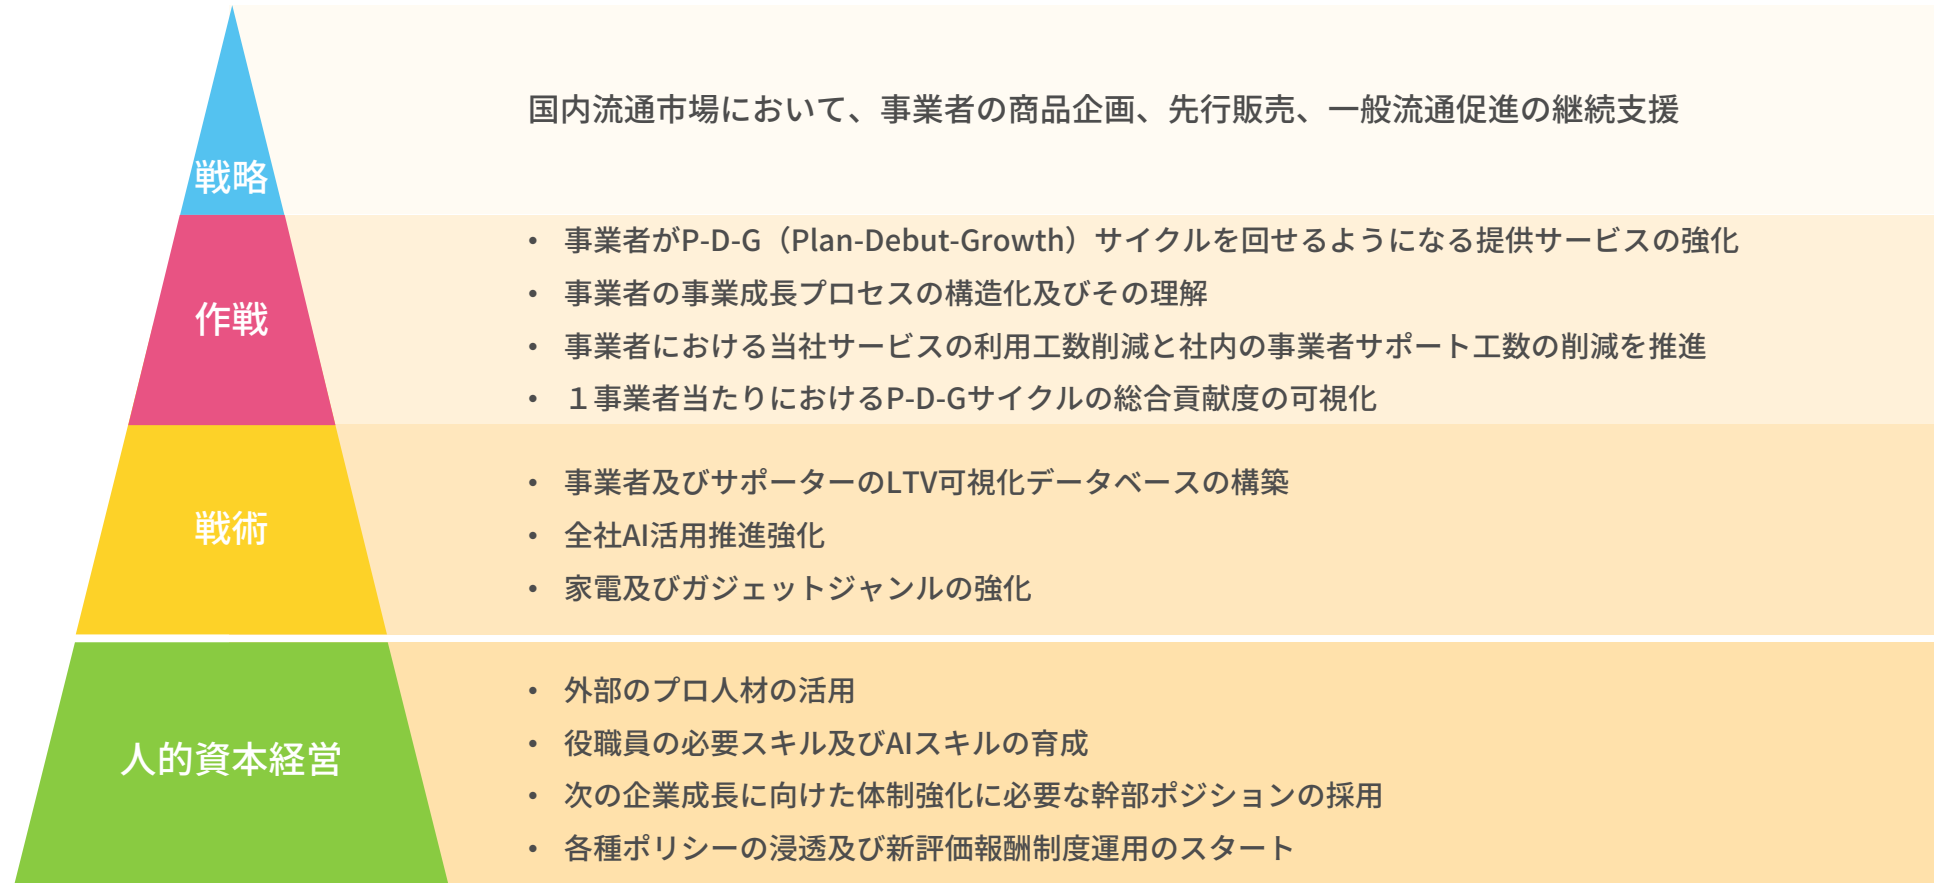 国内流通市場において、事業者の商品企画、先行販売、一般流通促進の継続支援
戦略
• 事業者がP-D-G（Plan-Debut-Growth）サイクルを回せるようになる提供サービスの強化
• 事業者の事業成長プロセスの構造化及びその理解
作戦
• 事業者における当社サービスの利用工数削減と社内の事業者サポート工数の削減を推進
• １事業者当たりにおけるP-D-Gサイクルの総合貢献度の可視化
• 事業者及びサポーターのLTV可視化データベースの構築
戦術
• 全社AI活用推進強化
• 家電及びガジェットジャンルの強化
• 外部のプロ人材の活用
• 役職員の必要スキル及びAIスキルの育成
人的資本経営
• 次の企業成長に向けた体制強化に必要な幹部ポジションの採用
• 各種ポリシーの浸透及び新評価報酬制度運用のスタート